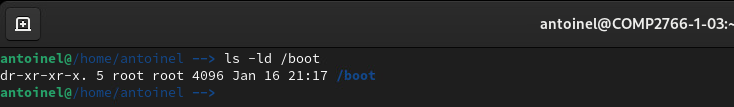 antoinel@COMP2766-1-03:~
antoinel@/home/antoinel --> ls -ld /boot
dr-xr-xr-x. 5 root root 4096 Jan 16 21:17 /boot
antoinel@/home/antoinel -->